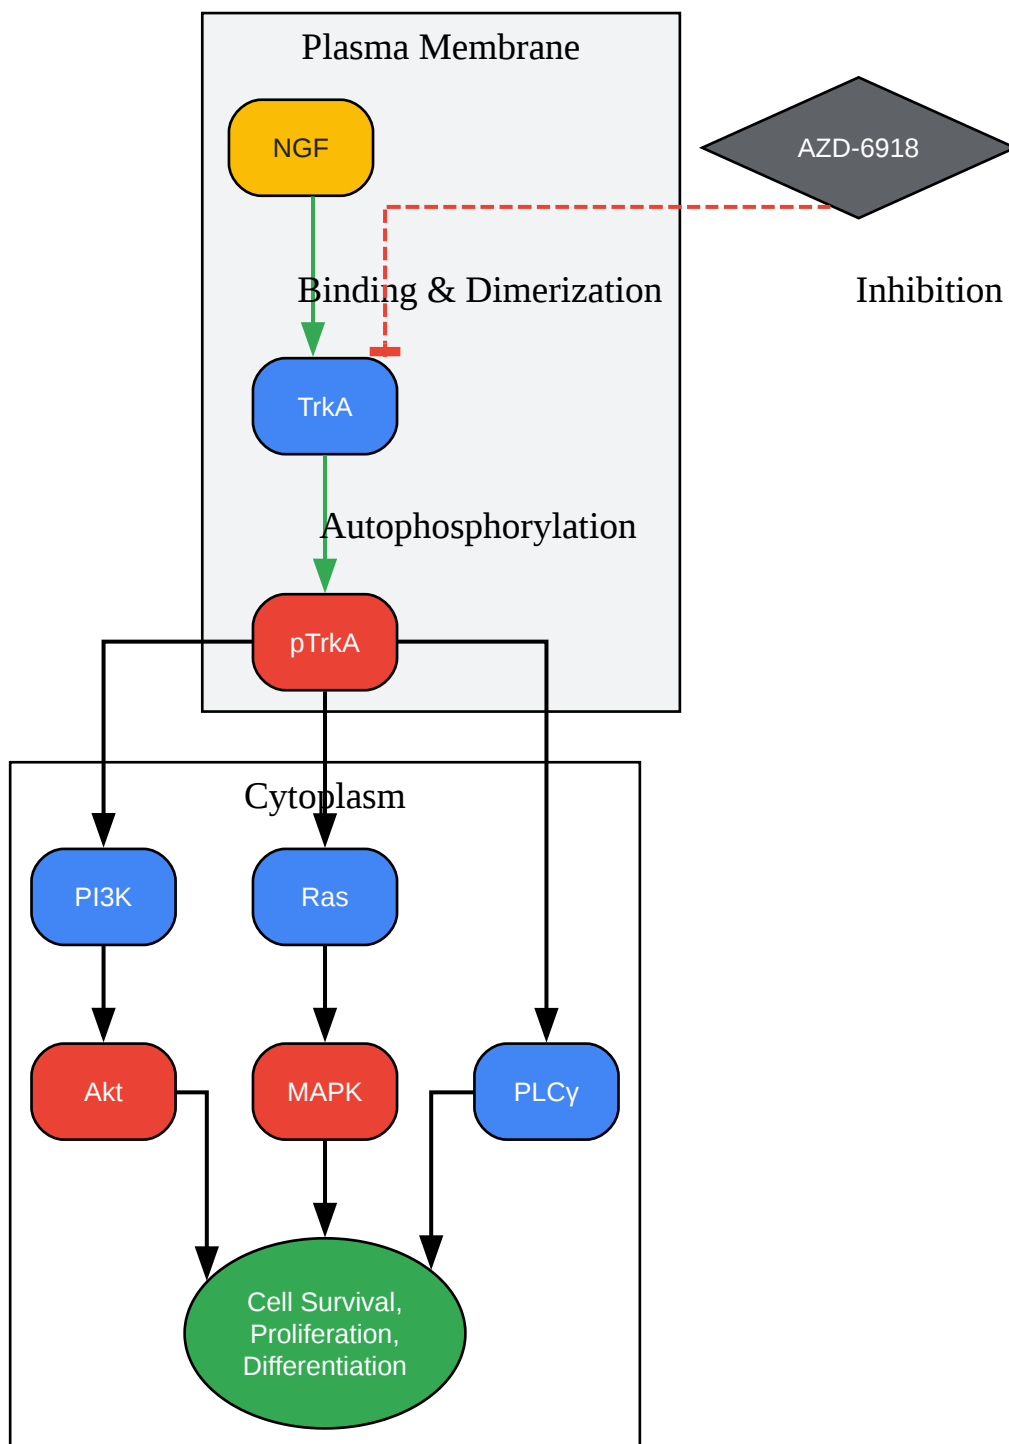 Plasma Membrane
NGF
AZD-6918
Binding & Dimerization
Inhibition
TrkA
Autophosphorylation
pTrkA
Cytoplasm
PI3K
Ras
Akt
MAPK
PLCγ
Cell Survival,
Proliferation,
Differentiation